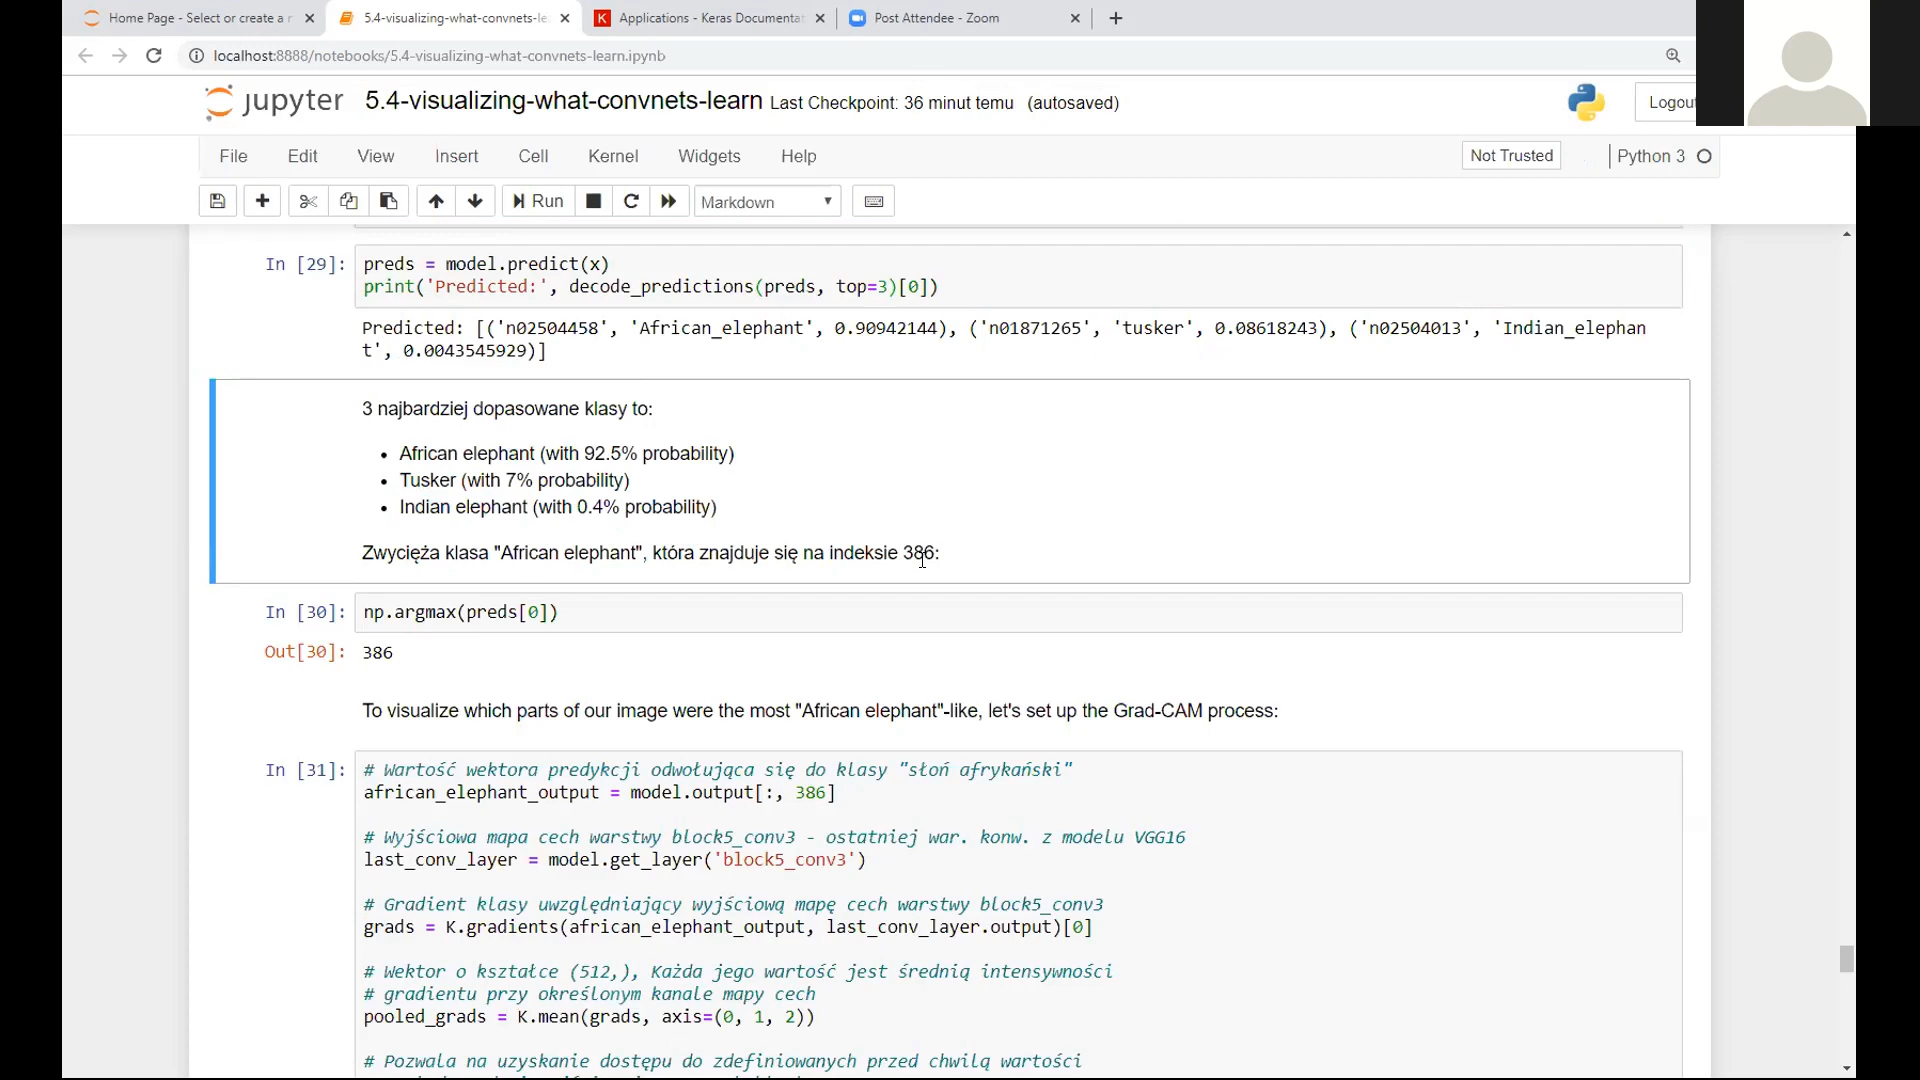 Home Page - Select or create a n
5.4-visualizing-what-convnets-le
Applications - Keras Documentat
Post Attendee - Zoom
localhost:8888/notebooks/5.4-visualizing-what-convnets-learn.ipynb
jupyter 5.4-visualizing-what-convnets-learn Last Checkpoint: 36 minut temu (autosaved)
Logout
File Edit View Insert Cell Kernel Widgets Help
Not Trusted Python 3
Run Markdown
In [29]: preds = model.predict(x)
print('Predicted:', decode_predictions(preds, top=3)[0])
Predicted: [('n02504458', 'African_elephant', 0.90942144), ('n01871265', 'tusker', 0.08618243), ('n02504013', 'Indian_elephan
t', 0.0043545929)]
3 najbardziej dopasowane klasy to:
• African elephant (with 92.5% probability)
• Tusker (with 7% probability)
• Indian elephant (with 0.4% probability)
Zwycięża klasa "African elephant", która znajduje się na indeksie 386:
In [30]: np.argmax(preds[0])
Out[30]: 386
To visualize which parts of our image were the most "African elephant"-like, let's set up the Grad-CAM process:
In [31]: # Wartość wektora predykcji odwołująca się do klasy "słoń afrykański"
african_elephant_output = model.output[:, 386]
# Wyjściowa mapa cech warstwy block5_conv3 - ostatniej war. konw. z modelu VGG16
last_conv_layer = model.get_layer('block5_conv3')
# Gradient klasy uwzględniający wyjściową mapę cech warstwy block5_conv3
grads = K.gradients(african_elephant_output, last_conv_layer.output)[0]
# Wektor o kształce (512,), Każda jego wartość jest średnią intensywności
# gradientu przy określonym kanale mapy cech
pooled_grads = K.mean(grads, axis=(0, 1, 2))
# Pozwala na uzyskanie dostępu do zdefiniowanych przed chwilą wartości